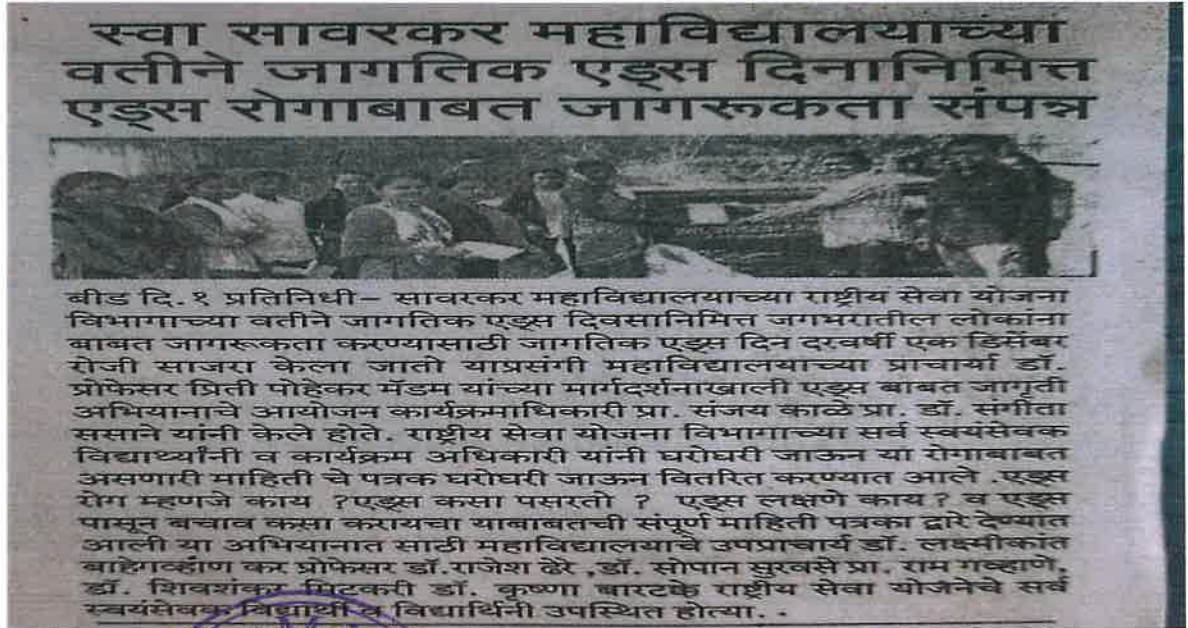 स्वा सावरकर महाविद्यालयाच्या
वतीने जागतिक एड्स दिनानिमित्त
एड्स रोगाबाबत जागरूकता संपन्न
बीड दि.१ प्रतिनिधी– सावरकर महाविद्यालयाच्या राष्ट्रीय सेवा योजना
विभागाच्या वतीने जागतिक एड्स दिवसानिमित्त जगभरातील लोकांना
बाबत जागरूकता करण्यासाठी जागतिक एड्स दिन दरवर्षी एक डिसेंबर
रोजी साजरा केला जातो याप्रसंगी महाविद्यालयाच्या प्राचार्या डॉ.
प्रोफेसर प्रिती पोहेकर मॅडम यांच्या मार्गदर्शनाखाली एड्स बाबत जागृती
अभियानाचे आयोजन कार्यक्रमाधिकारी प्रा. संजय काळे प्रा. डॉ. संगीता
ससाने यांनी केले होते. राष्ट्रीय सेवा योजना विभागाच्या सर्व स्वयंसेवक
विद्यार्थ्यांनी व कार्यक्रम अधिकारी यांनी घरोघरी जाऊन या रोगाबाबत
असणारी माहिती चे पत्रक घरोघरी जाऊन वितरित करण्यात आले .एड्स
रोग म्हणजे काय ?एड्स कसा पसरतो ? एड्स लक्षणे काय? व एड्स
पासून बचाव कसा करायचा याबाबतची संपूर्ण माहिती पत्रका द्वारे देण्यात
आली या अभियानात साठी महाविद्यालयाचे उपप्राचार्य डॉ. लक्ष्मीकांत
बाहेगव्हाण कर प्रोफेसर डॉ.राजेश ढेरे ,डॉ. सोपान सुरवसे प्रा. राम गव्हाणे,
डॉ. शिवशंकर मिटकरी डॉ. कृष्णा बारटके राष्ट्रीय सेवा योजनेचे सर्व
स्वयंसेवक विद्यार्थी व विद्यार्थिनी उपस्थित होत्या. .